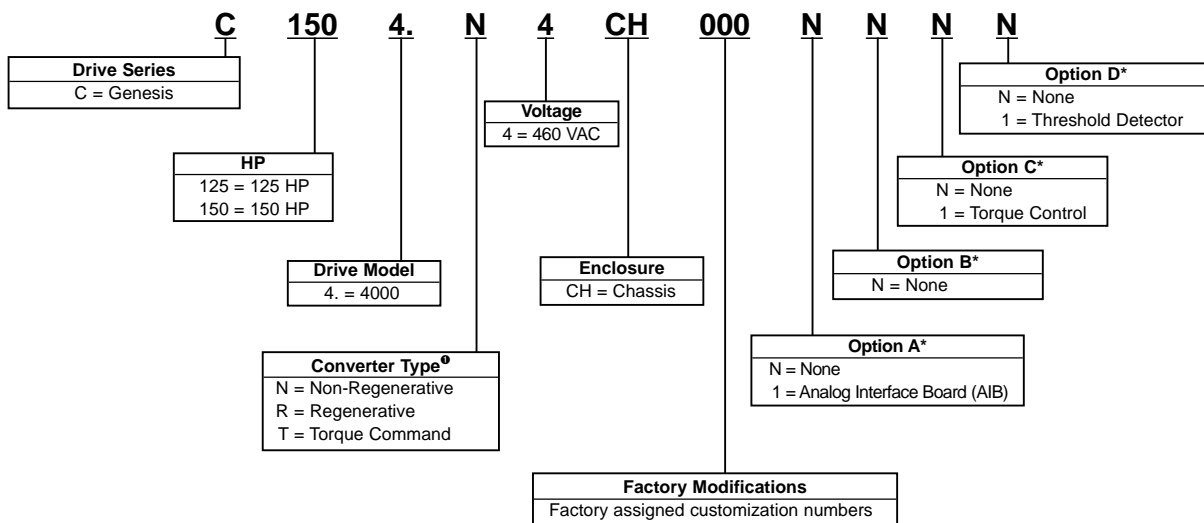 C 150 4. N 4 CH 000 N N N N
Drive Series
C = Genesis
HP
125 = 125 HP
150 = 150 HP
Drive Model
4. = 4000
Converter Type❶
N = Non-Regenerative
R = Regenerative
T = Torque Command
Voltage
4 = 460 VAC
Enclosure
CH = Chassis
Factory Modifications
Factory assigned customization numbers
Option A*
N = None
1 = Analog Interface Board (AIB)
Option B*
N = None
Option C*
N = None
1 = Torque Control
Option D*
N = None
1 = Threshold Detector